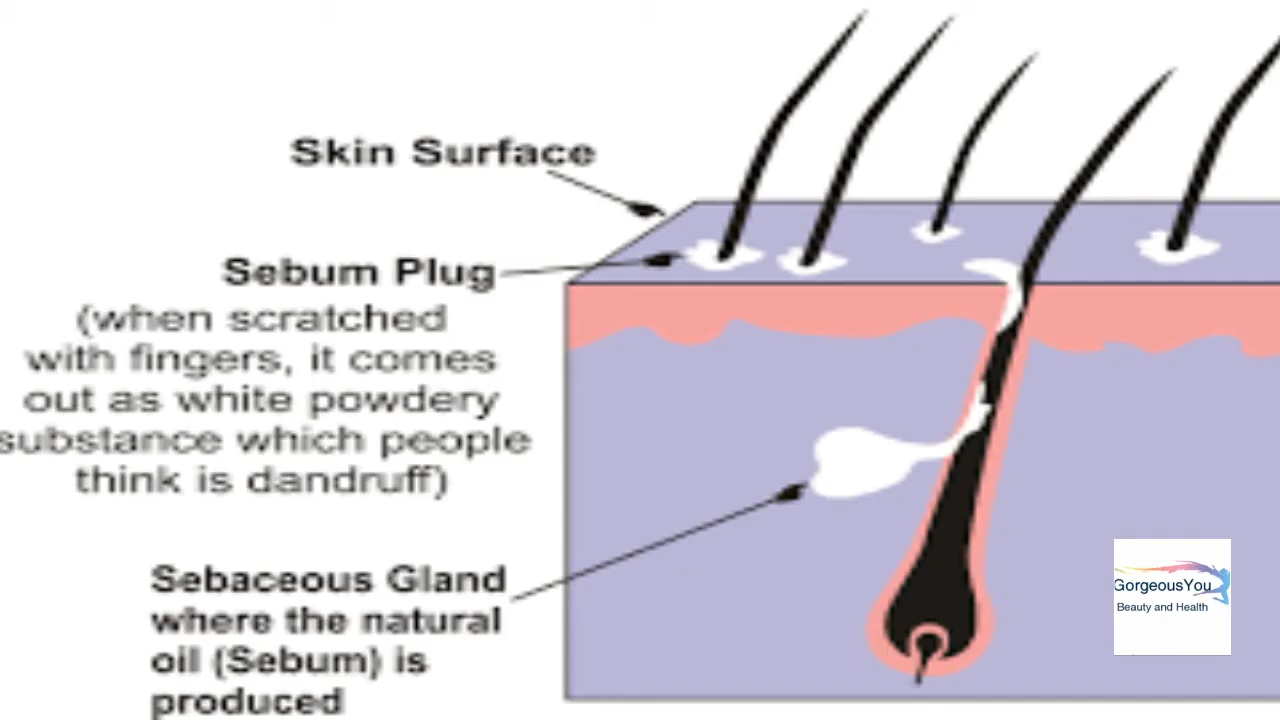 Skin Surface
Sebum Plug
(when scratched
with fingers, it comes
out as white powdery
substance which people
think is dandruff)
Sebaceous Gland
where the natural
oil (Sebum) is
produced
GorgeousYou
Beauty and Health